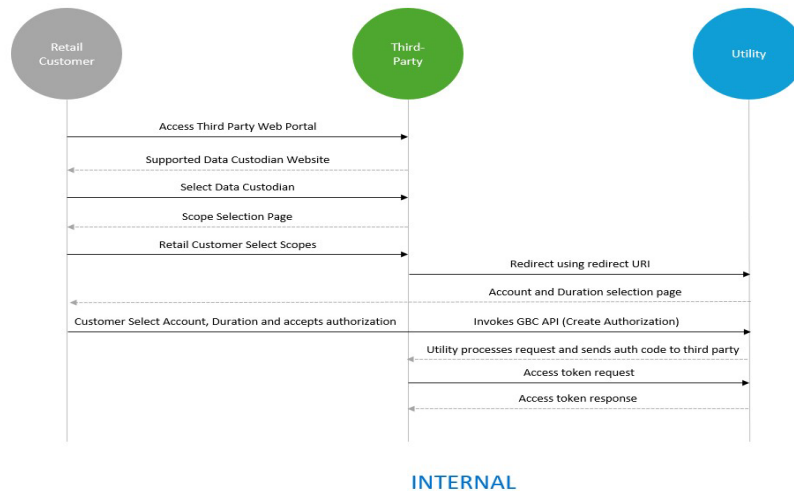 Retail
Customer
Third-
Party
Utility
Access Third Party Web Portal
Supported Data Custodian Website
Select Data Custodian
Scope Selection Page
Retail Customer Select Scopes
Redirect using redirect URI
Account and Duration selection page
Customer Select Account, Duration and accepts authorization
Invokes GBC API (Create Authorization)
Utility processes request and sends auth code to third party
Access token request
Access token response
INTERNAL